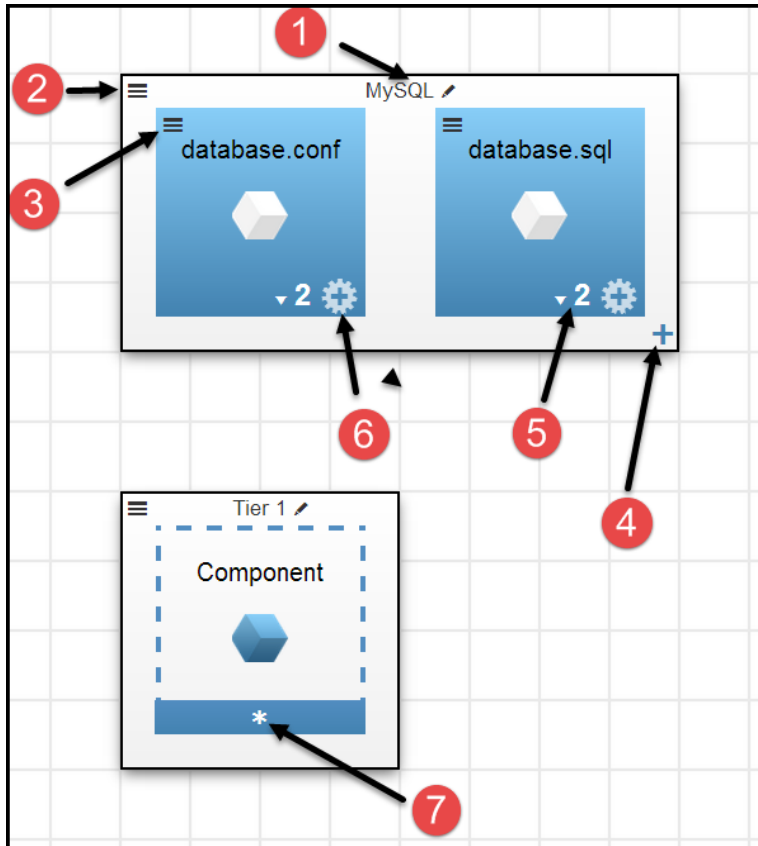 1
2
MySQL
3
database.conf
database.sql
2
2
+
6
5
4
Tier 1
Component
*
7